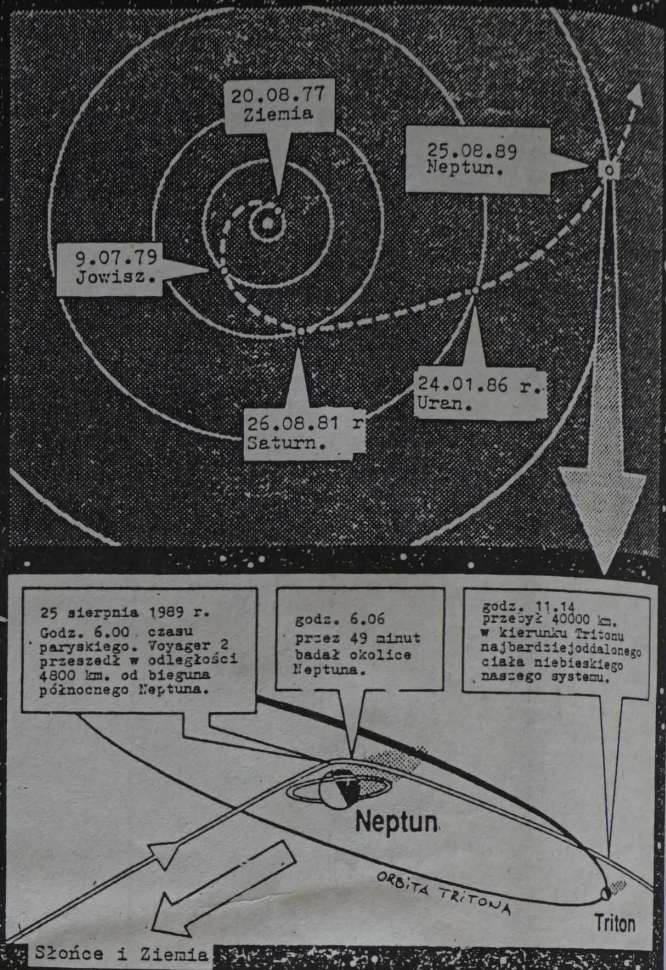 20.08.77
Ziemia
25.08.89
Neptun.
9.07.79
Jowisz.
24.01.86 r.
Uran.
26.08.81 r
Saturn.
25 sierpnia 1989 r.
Godz. 6.00 czasu
paryskiego. Voyager 2
przeszedł w odległości
4800 km. od bieguna
północnego Neptuna.
godz. 6.06
przez 49 minut
badał okolice
Neptuna.
godz. 11.14
przebył 40000 km.
w kierunku Tritonu
najbardziejoddalonego
ciała niebieskiego
naszego systemu.
Neptun
ORBITA TRITONA
Triton
Słońce i Ziemia